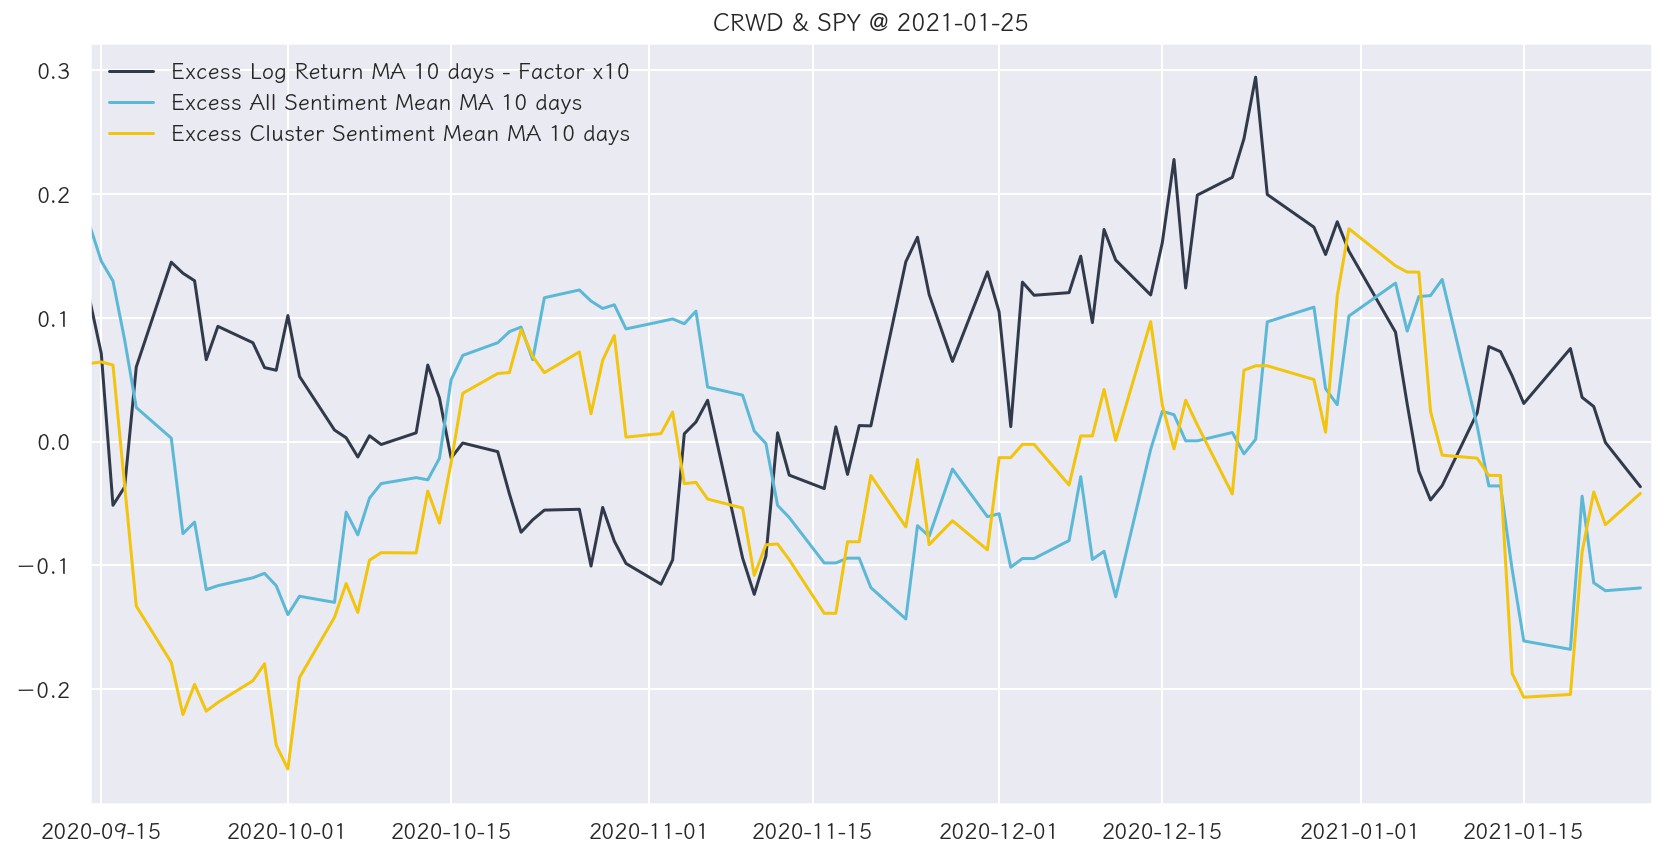 CRWD & SPY @ 2021-01-25
Excess Log Return MA 10 days - Factor x10
Excess All Sentiment Mean MA 10 days
Excess Cluster Sentiment Mean MA 10 days
0.3
0.2
0.1
0.0
−0.1
−0.2
2020-09-15 2020-10-01 2020-10-15 2020-11-01 2020-11-15 2020-12-01 2020-12-15 2021-01-01 2021-01-15